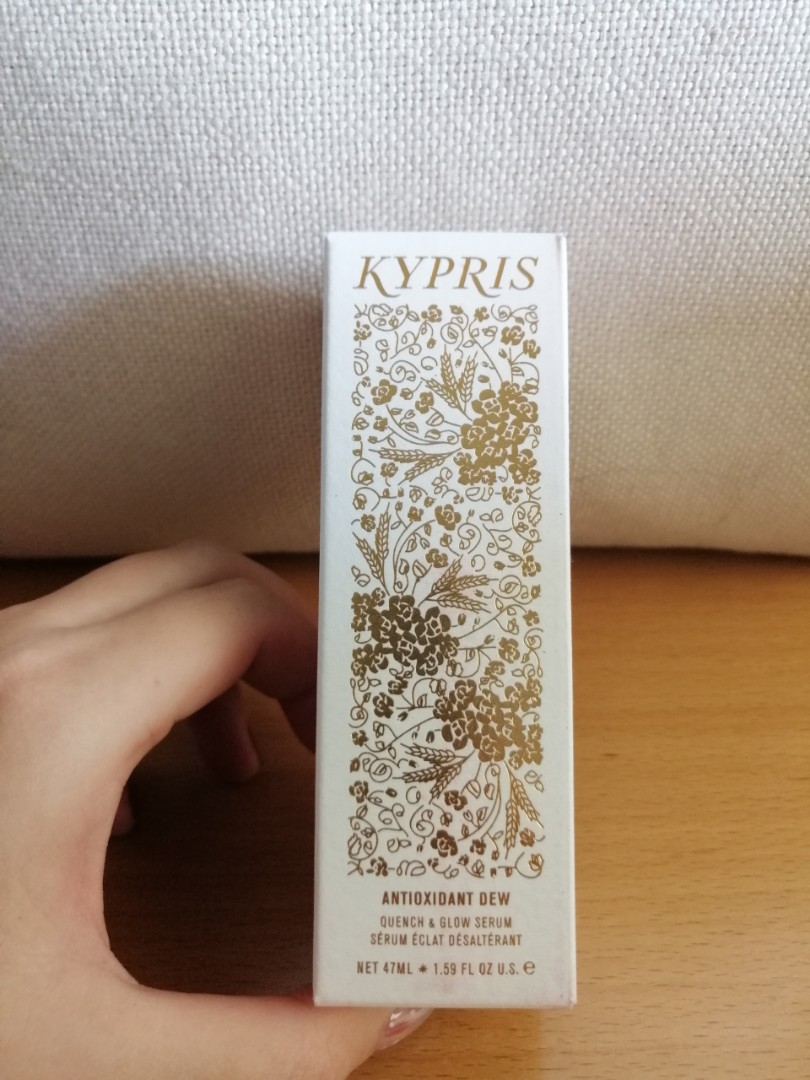 KYPRIS
ANTIOXIDANT DEW
QUENCH & GLOW SERUM
SÉRUM ÉCLAT DÉSALTÉRANT
NET 47ML * 1.59 FL OZ U.S. ℮